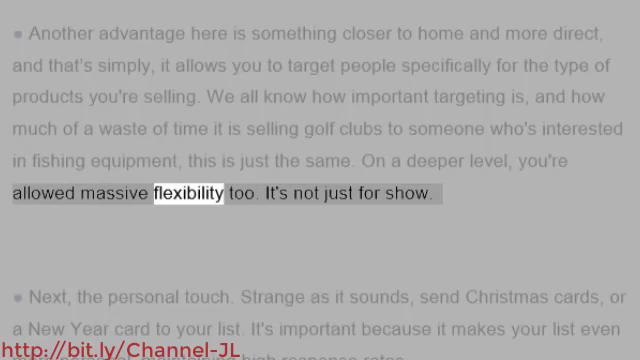 ● Another advantage here is something closer to home and more direct,
and that's simply, it allows you to target people specifically for the type of
products you're selling. We all know how important targeting is, and how
much of a waste of time it is selling golf clubs to someone who's interested
in fishing equipment, this is just the same. On a deeper level, you're
allowed massive flexibility too. It's not just for show.
● Next, the personal touch. Strange as it sounds, send Christmas cards, or
a New Year card to your list. It's important because it makes your list even
http://bit.ly/Channel-JL
high response rates